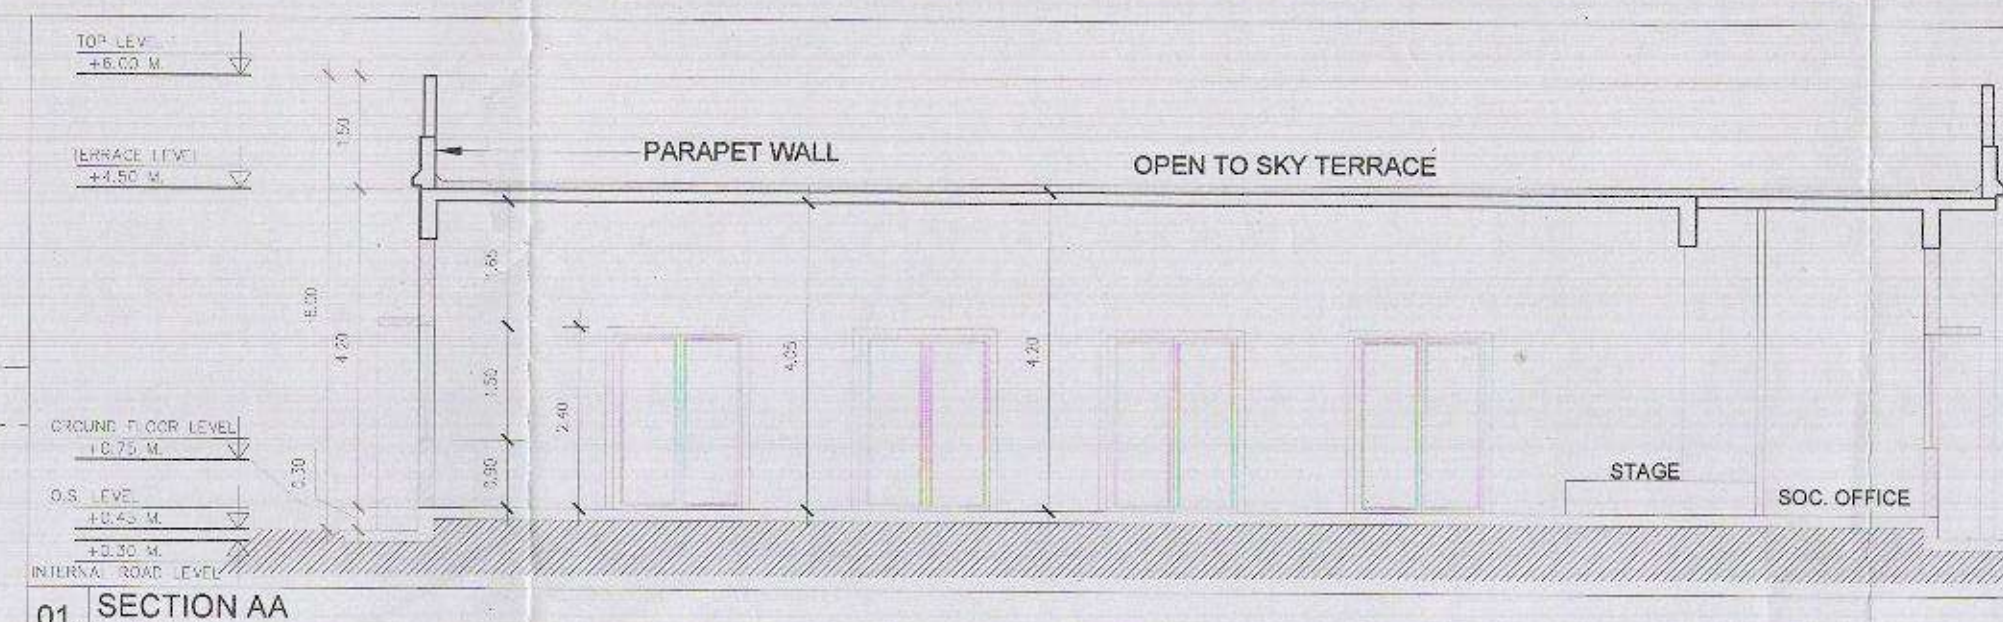 TOP LEVEL
+6.00 M.
1.50
PARAPET WALL
OPEN TO SKY TERRACE
TERRACE LEVEL
+4.50 M.
1.65
6.00
4.20
4.05
4.20
1.50
2.40
GROUND FLOOR LEVEL
+0.75 M.
0.30
0.90
STAGE
SOC. OFFICE
O.S. LEVEL
+0.45 M.
+0.30 M.
INTERNAL ROAD LEVEL
01 SECTION AA